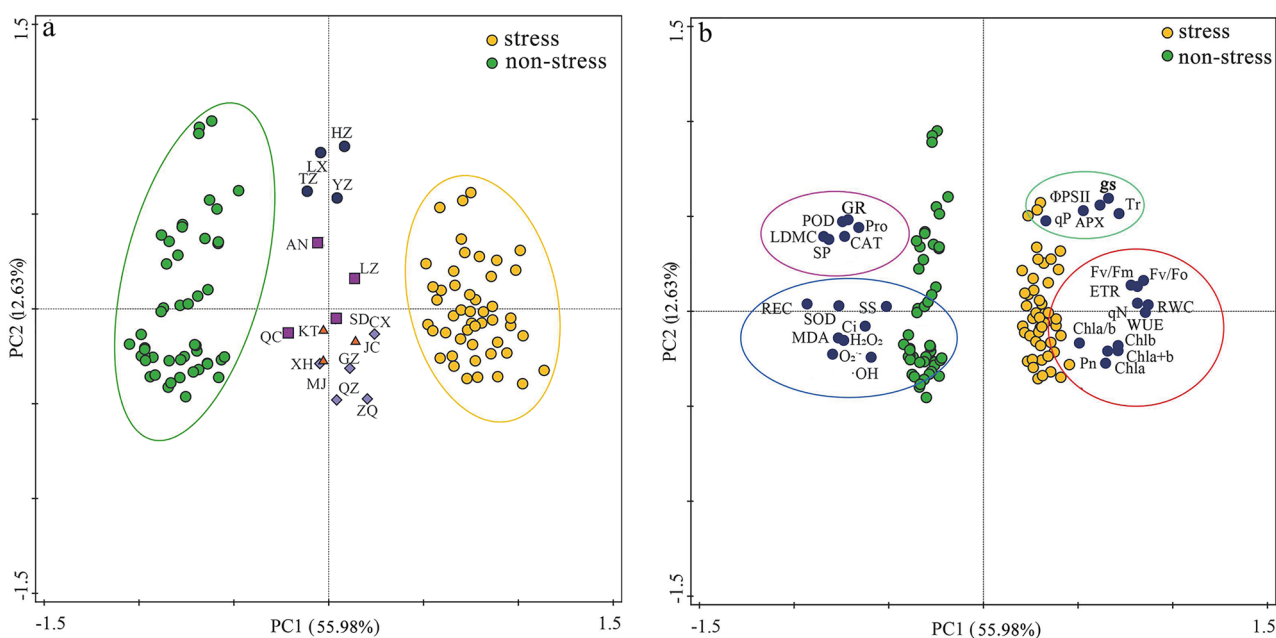 a
stress
non-stress
1.5
PC2 (12.63%)
-1.5
HZ
LX
TZ
YZ
AN
LZ
QC
KT
SD
CX
JC
XH
GZ
MJ
QZ
ZQ
-1.5
PC1 (55.98%)
1.5
b
stress
non-stress
1.5
PC2 (12.63%)
-1.5
GR
POD
Pro
LDMC
SP
CAT
ΦPSII
gs
qP
APX
Tr
REC
SOD
SS
Ci
MDA
H₂O₂
O₂·⁻
·OH
Fv/Fm
Fv/Fo
ETR
RWC
qN
WUE
Chla/b
Chlb
Chla+b
Pn
Chla
-1.5
PC1 (55.98%)
1.5